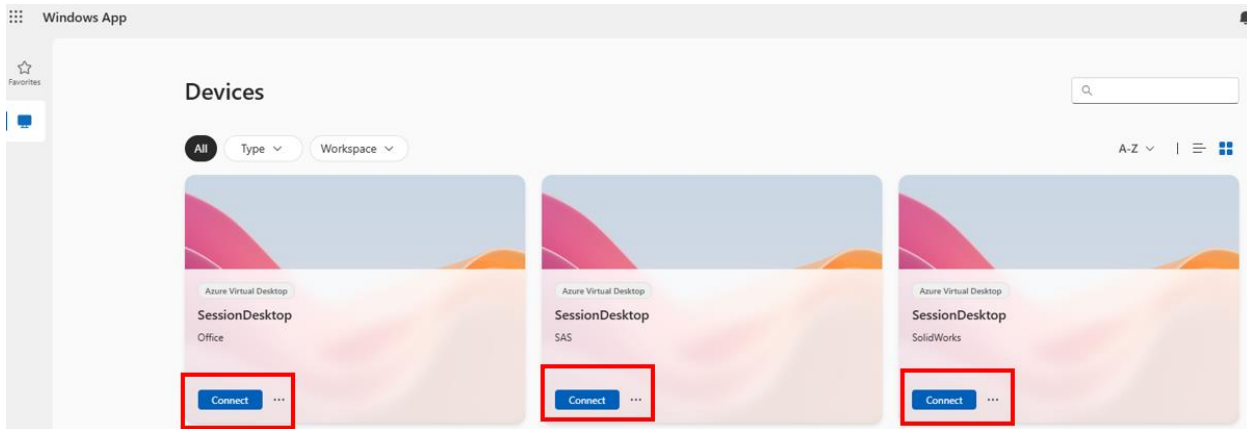 Windows App
Favorites
Devices
All Type Workspace A-Z
Azure Virtual Desktop
SessionDesktop
Office
Connect ...
Azure Virtual Desktop
SessionDesktop
SAS
Connect ...
Azure Virtual Desktop
SessionDesktop
SolidWorks
Connect ...